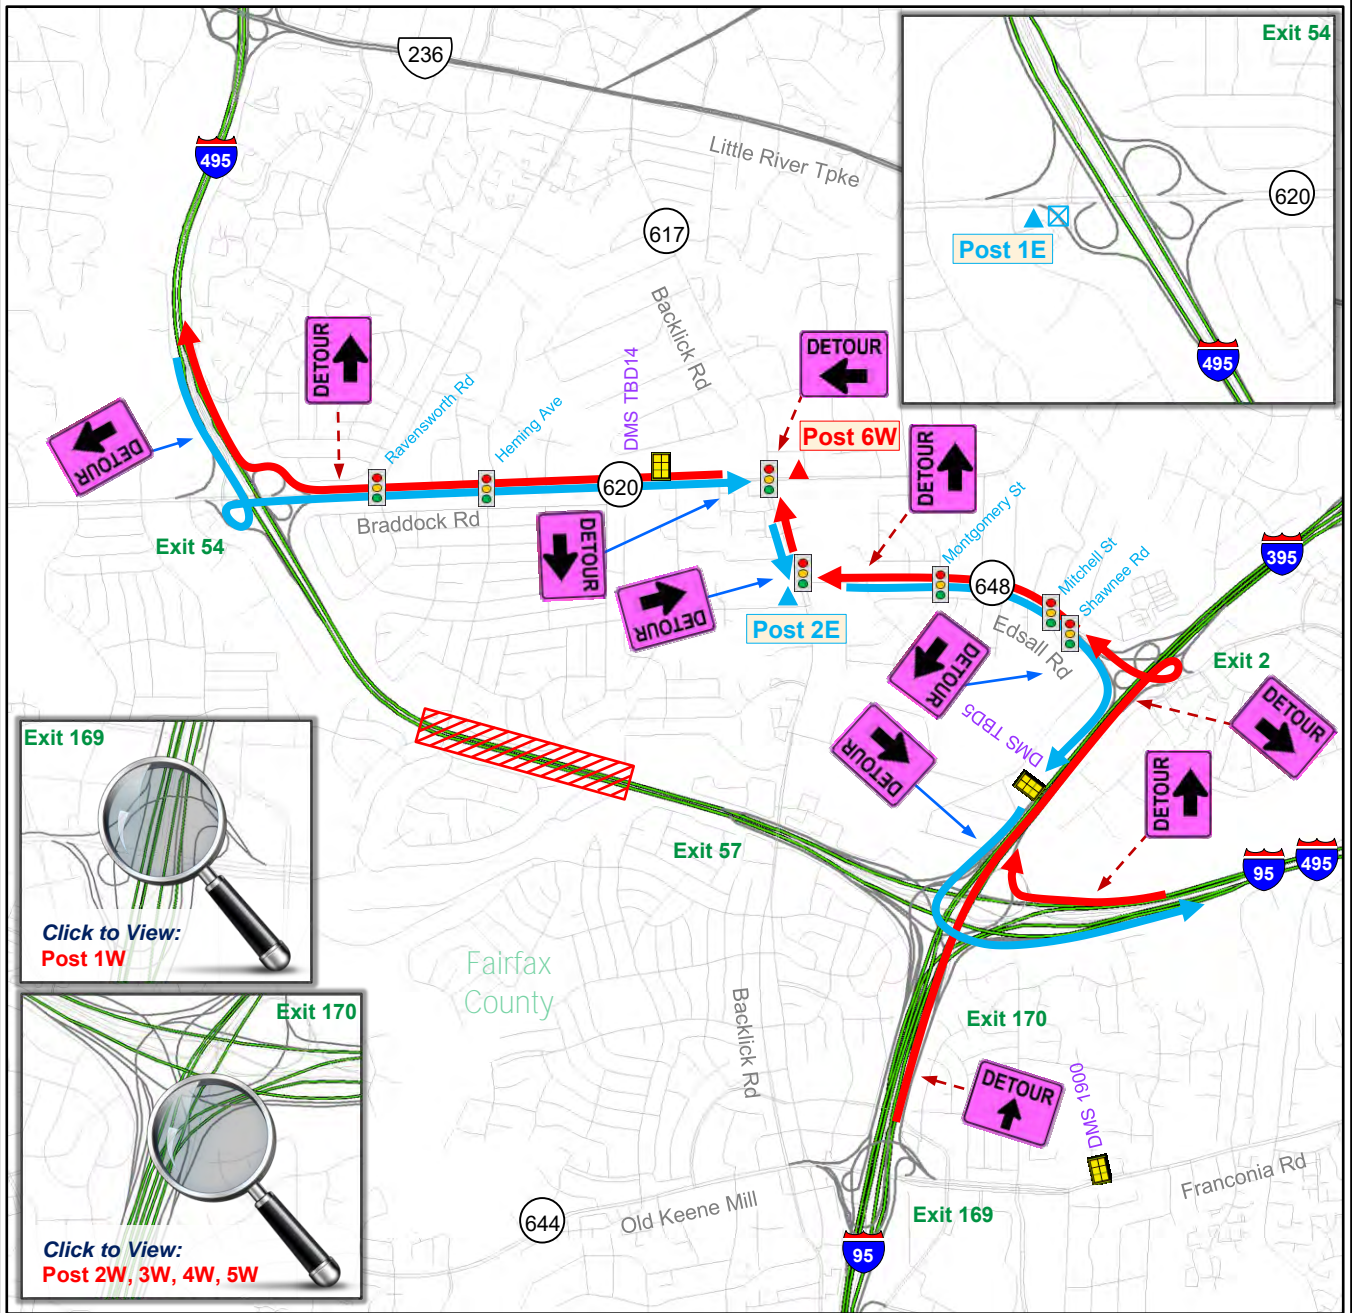 236
Exit 54
495
Little River Tpke
620
617
Post 1E
Backlick Rd
DETOUR
DMS TBD14
DETOUR
495
Ravensworth Rd
Heming Ave
DETOUR
Post 6W
DETOUR
620
Braddock Rd
Montgomery St
395
Exit 54
DETOUR
Mitchell St
648
Shawnee Rd
DETOUR
Post 2E
Edsall Rd
DETOUR
Exit 2
DETOUR
DMS TBD5
DETOUR
Exit 169
DETOUR
Exit 57
95
495
Click to View:
Post 1W
Fairfax
County
Backlick Rd
Exit 170
Exit 170
DETOUR
DMS 1900
Franconia Rd
Old Keene Mill
644
Exit 169
Click to View:
Post 2W, 3W, 4W, 5W
95